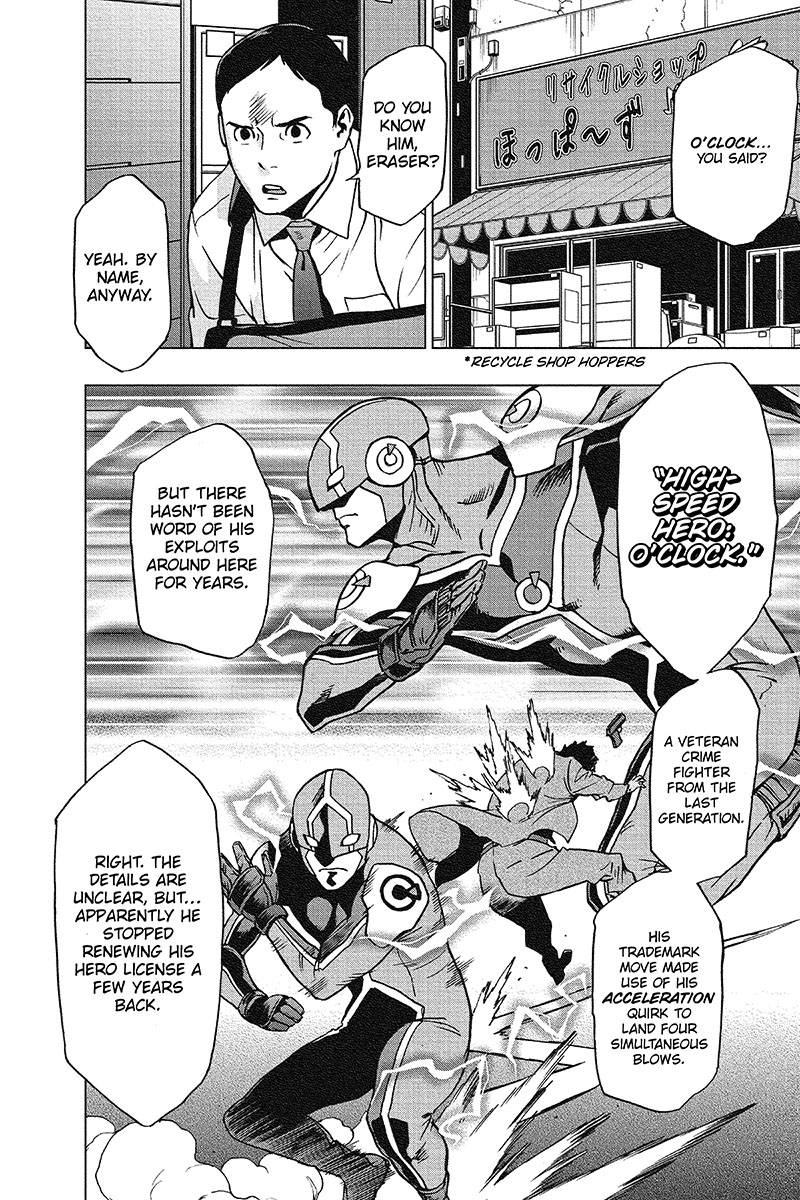 O'CLOCK...
YOU SAID?
リサイクルショップ
ほっぱ〜ず
*RECYCLE SHOP HOPPERS
DO YOU
KNOW
HIM,
ERASER?
YEAH. BY
NAME,
ANYWAY.
"HIGH-
SPEED
HERO:
O'CLOCK."
BUT THERE
HASN'T BEEN
WORD OF HIS
EXPLOITS
AROUND HERE
FOR YEARS.
A VETERAN
CRIME
FIGHTER
FROM THE
LAST
GENERATION.
HIS
TRADEMARK
MOVE MADE
USE OF HIS
ACCELERATION
QUIRK TO
LAND FOUR
SIMULTANEOUS
BLOWS.
RIGHT. THE
DETAILS ARE
UNCLEAR, BUT...
APPARENTLY HE
STOPPED
RENEWING HIS
HERO LICENSE A
FEW YEARS
BACK.